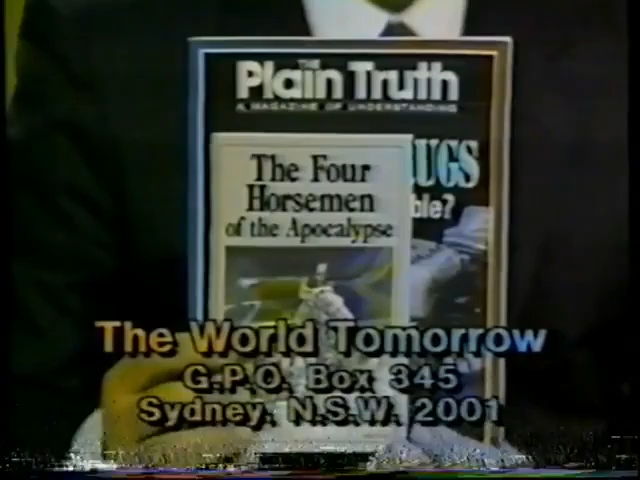 THE
Plain Truth
A MAGAZINE OF UNDERSTANDING
The Four
Horsemen
of the Apocalypse
UGS
ble?
The World Tomorrow
G.P.O. Box 345
Sydney, N.S.W. 2001